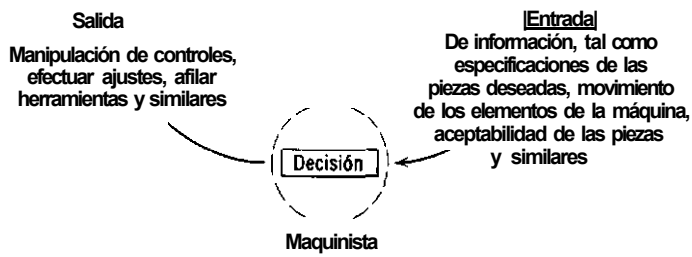 Salida
Manipulación de controles,
efectuar ajustes, afilar
herramientas y similares
|Entrada|
De información, tal como
especificaciones de las
piezas deseadas, movimiento
de los elementos de la máquina,
aceptabilidad de las piezas
y similares
Decisión
Maquinista